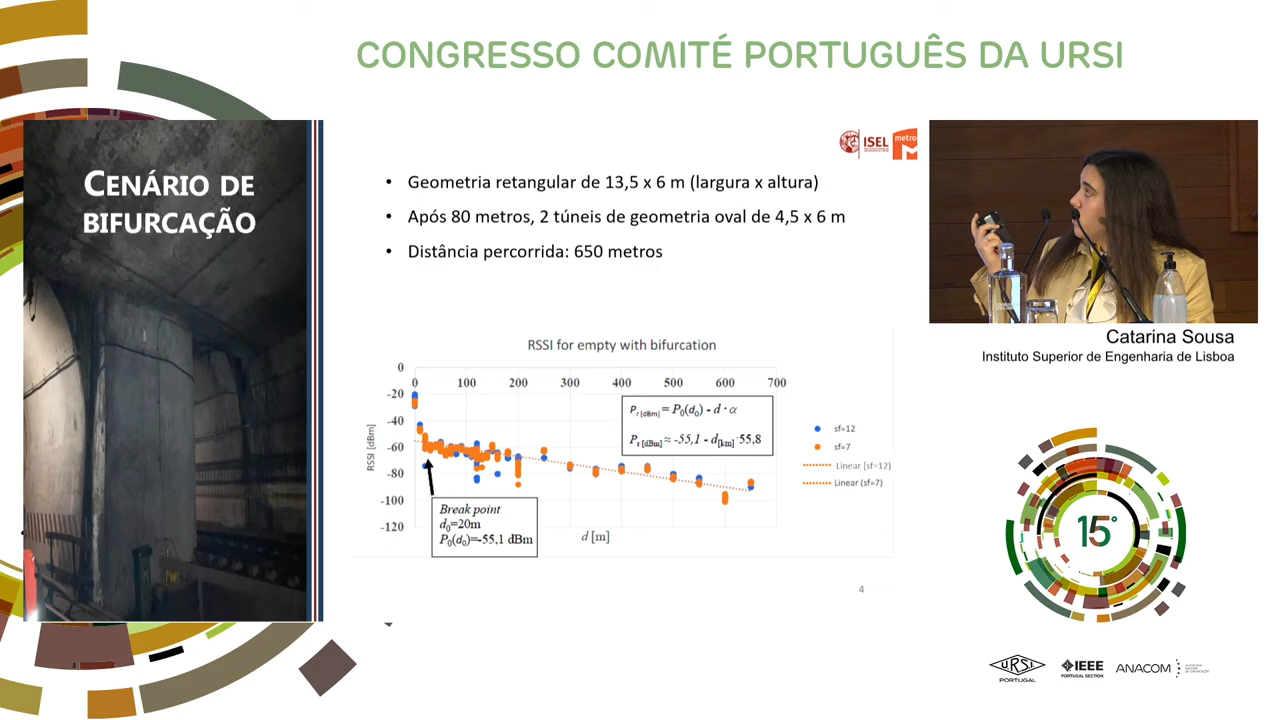 CONGRESSO COMITÉ PORTUGUÊS DA URSI
CENÁRIO DE
BIFURCAÇÃO
ISEL
metro
• Geometria retangular de 13,5 x 6 m (largura x altura)
• Após 80 metros, 2 túneis de geometria oval de 4,5 x 6 m
• Distância percorrida: 650 metros
RSSI for empty with bifurcation
0
-20
-40
-60
-80
-100
-120
RSSI [dBm]
0 100 200 300 400 500 600 700
d [m]
Pr [dBm] = P0(d0) - d · α
Pr [dBm] ≈ -55,1 - d[km]·55,8
Break point
d0=20m
P0(d0)=-55,1 dBm
sf=12
sf=7
Linear (sf=12)
Linear (sf=7)
4
Catarina Sousa
Instituto Superior de Engenharia de Lisboa
15°
URSI
PORTUGAL
IEEE
PORTUGAL SECTION
ANACOM